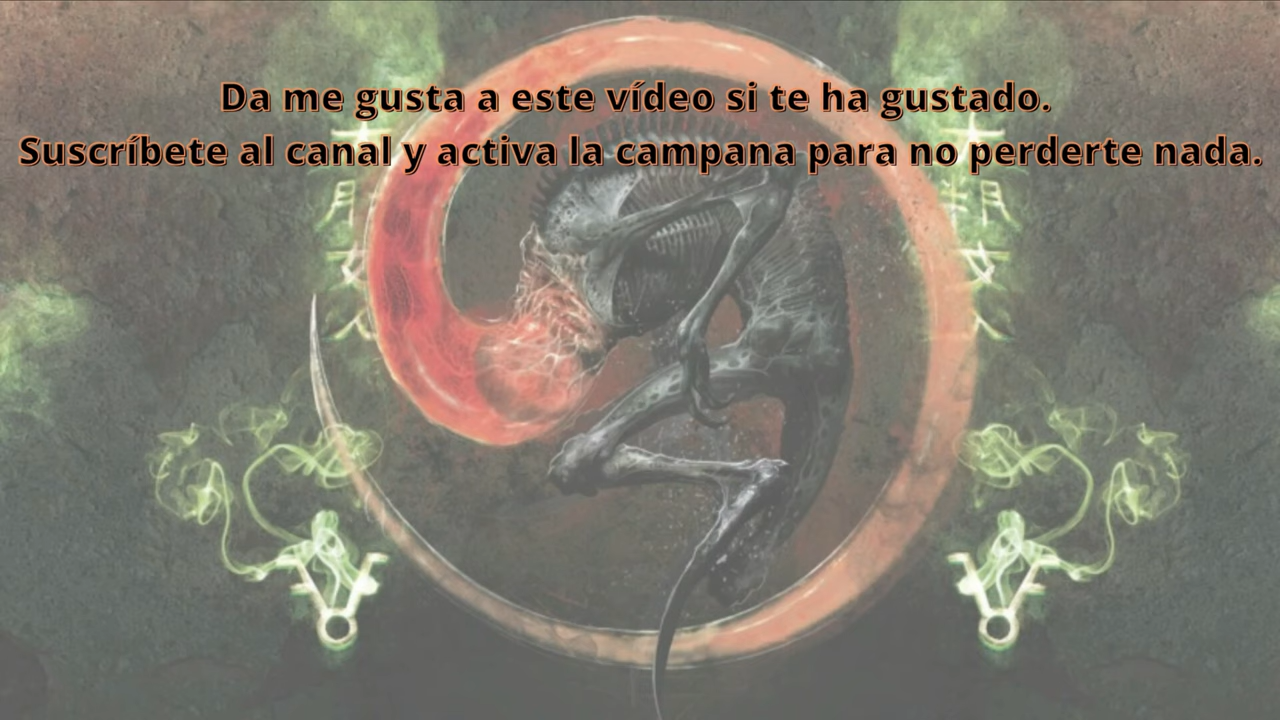 Da me gusta a este vídeo si te ha gustado.
Suscríbete al canal y activa la campana para no perderte nada.